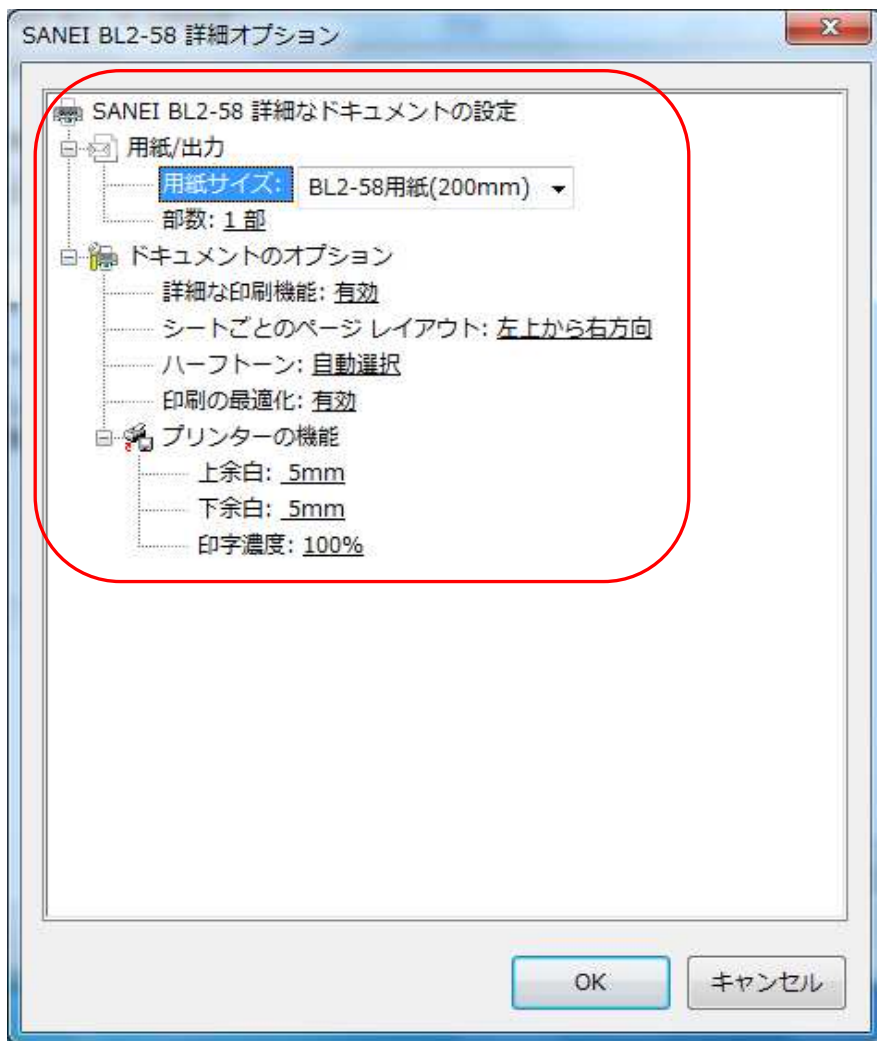 SANEI BL2-58 詳細オプション
SANEI BL2-58 詳細なドキュメントの設定
用紙/出力
用紙サイズ: BL2-58用紙(200mm)
部数: 1 部
ドキュメントのオプション
詳細な印刷機能: 有効
シートごとのページ レイアウト: 左上から右方向
ハーフトーン: 自動選択
印刷の最適化: 有効
プリンターの機能
上余白: 5mm
下余白: 5mm
印字濃度: 100%
OK キャンセル